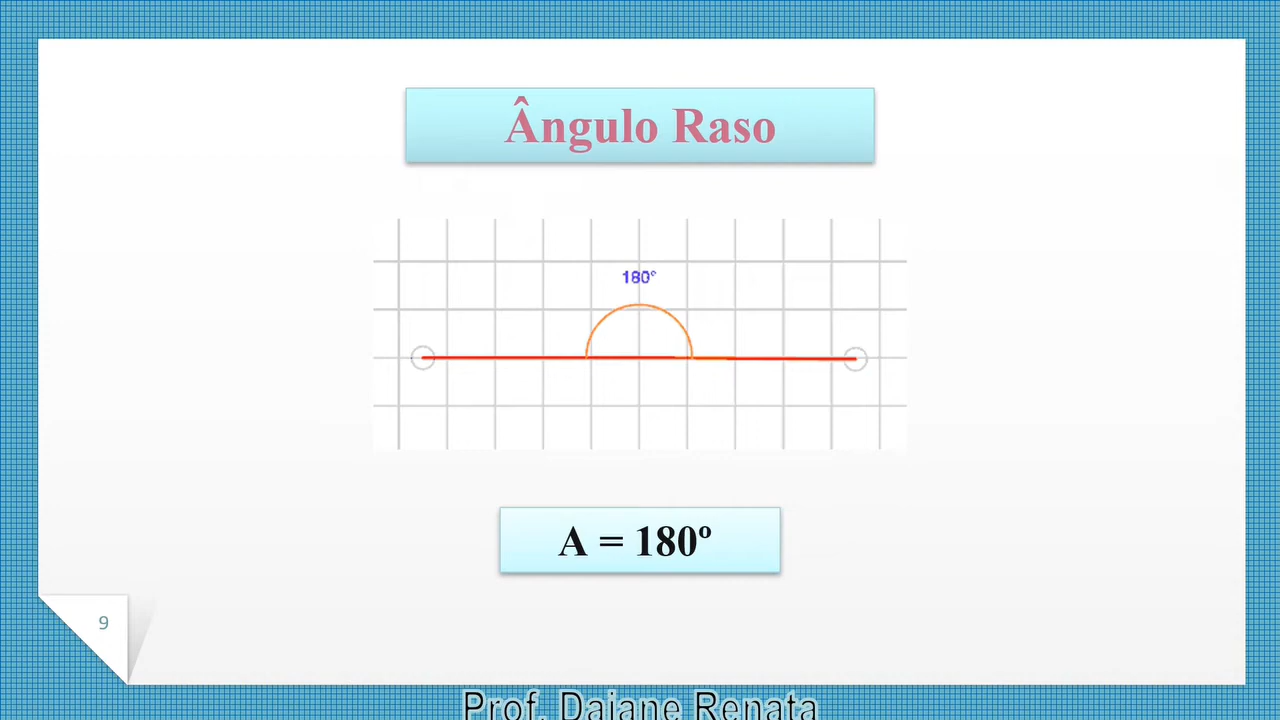 Ângulo Raso
180°
A = 180º
9
Prof. Daiane Renata